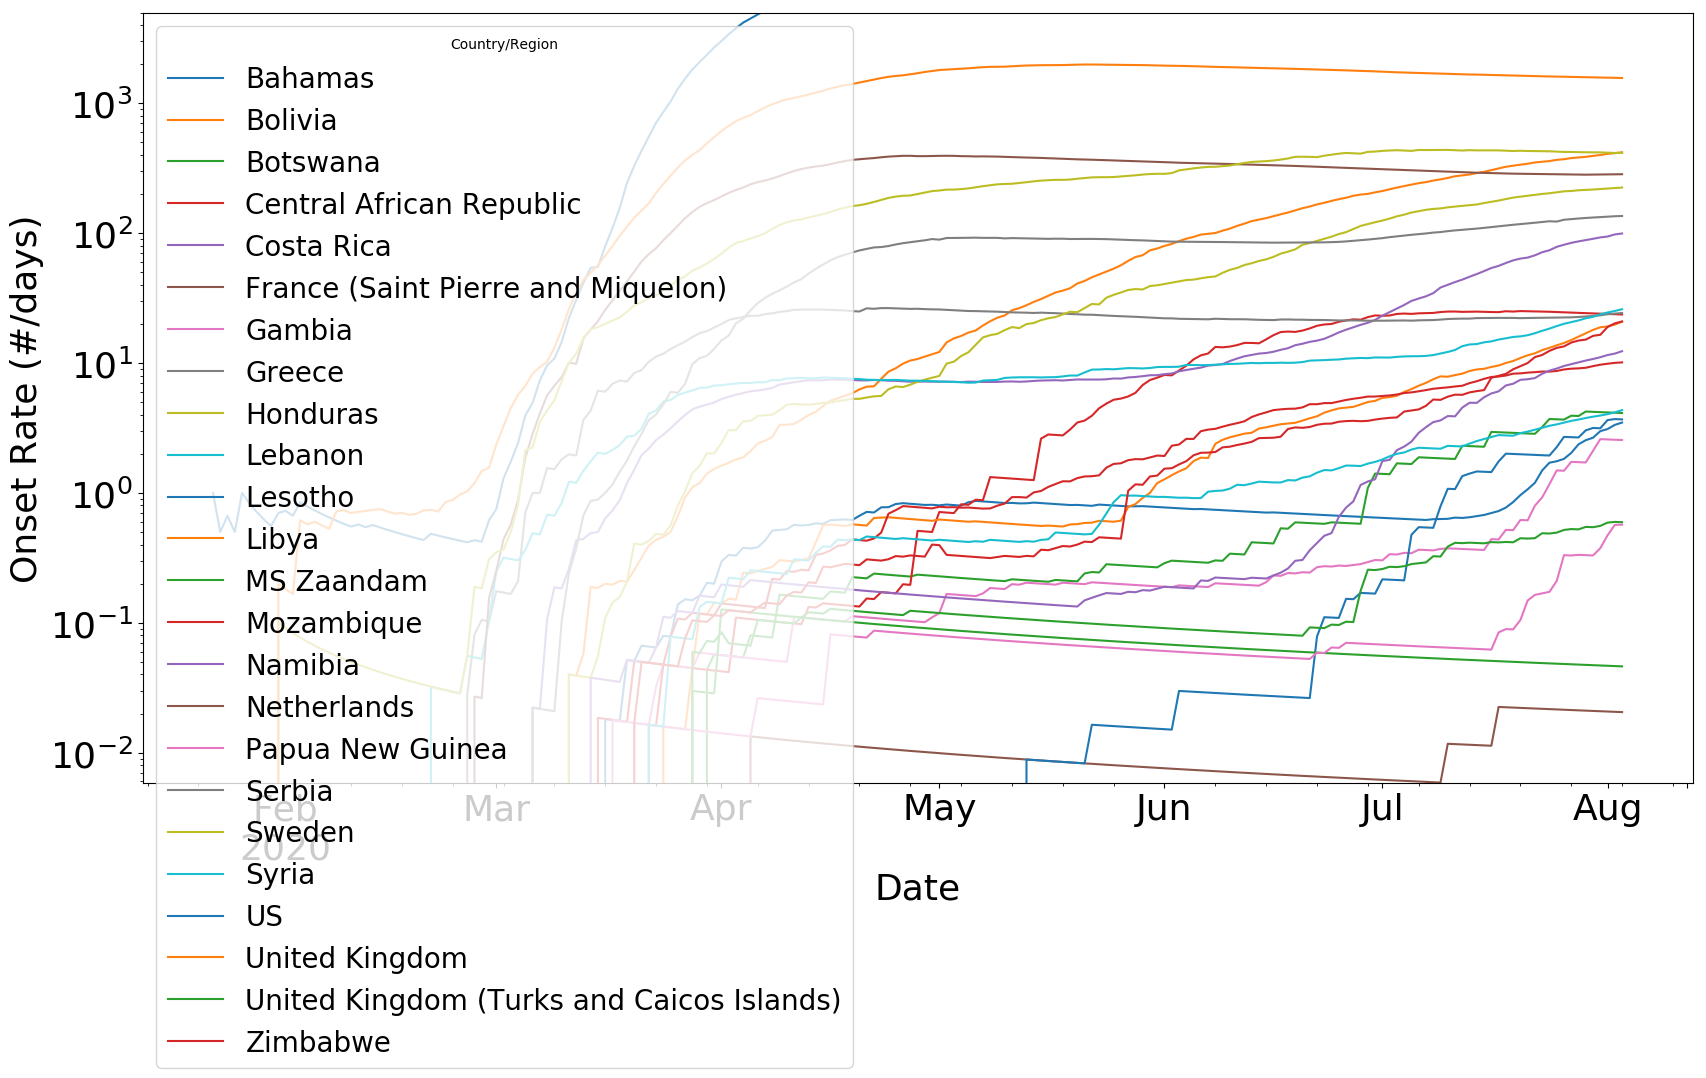 Country/Region
Bahamas
Bolivia
Botswana
Central African Republic
Costa Rica
France (Saint Pierre and Miquelon)
Gambia
Greece
Honduras
Lebanon
Lesotho
Libya
MS Zaandam
Mozambique
Namibia
Netherlands
Papua New Guinea
Serbia
Sweden
Syria
US
United Kingdom
United Kingdom (Turks and Caicos Islands)
Zimbabwe
Onset Rate (#/days)
10³
10²
10¹
10⁰
10⁻¹
10⁻²
Feb Mar Apr May Jun Jul Aug
2020
Date